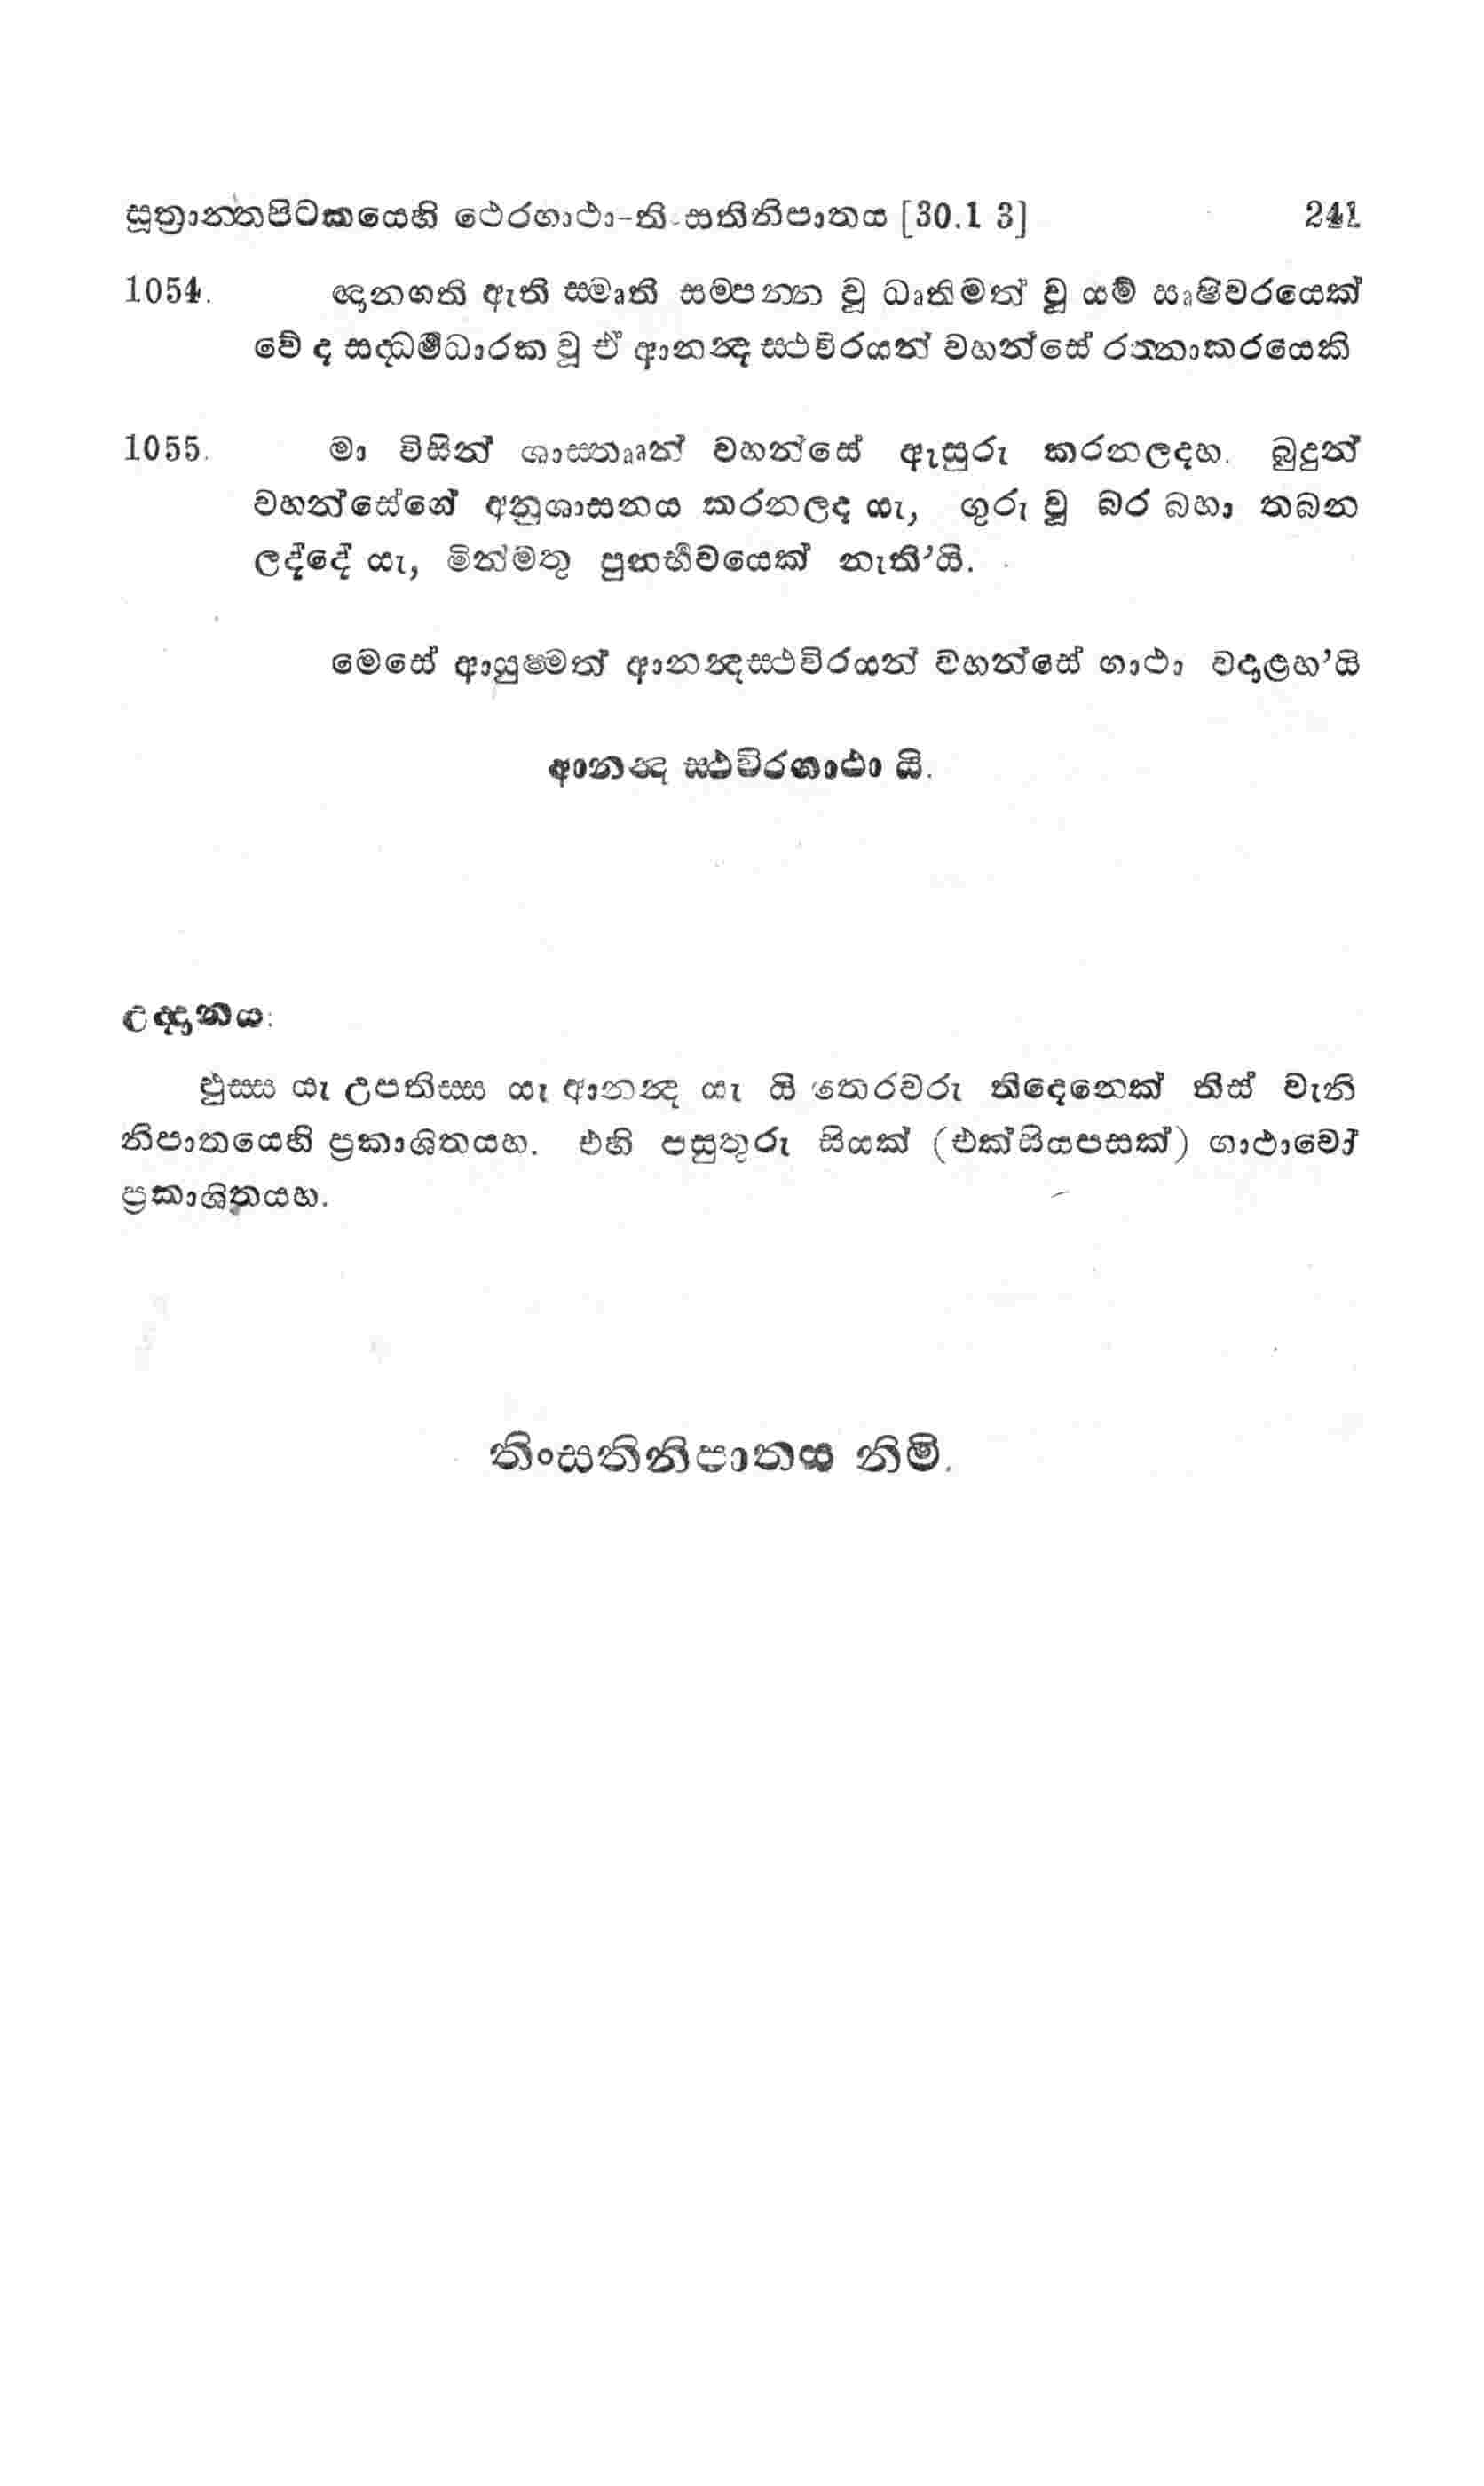 සූත්‍රාන්තපිටකයෙහි ථෙරගාථා-තිංසතිනිපාතය [30.1 3] 241
1054. ඥානගති ඇති ස්මෘති සම්පන්න වූ ධෘතිමත් වූ යම් ඍෂිවරයෙක්
වේ ද සද්ධර්මධාරක වූ ඒ ආනන්ද ස්ථවිරයන් වහන්සේ රත්නාකරයෙකි
1055. මා විසින් ශාස්තෲන් වහන්සේ ඇසුරු කරනලදහ. බුදුන්
වහන්සේගේ අනුශාසනය කරනලද යැ, ගුරු වූ බර බහා තබන
ලද්දේ යැ, මින්මතු පුනර්භවයෙක් නැති’යි.
මෙසේ ආයුෂ්මත් ආනන්දස්ථවිරයන් වහන්සේ ගාථා වදාළහ’යි
ආනන්ද ස්ථවිරගාථා යි.
උද්දානය:
ඵුස්ස යැ උපතිස්ස යැ ආනන්ද යැ යි තෙරවරු තිදෙනෙක් තිස් වැනි
නිපාතයෙහි ප්‍රකාශිතයහ. එහි පසුතුරු සියක් (එක්සියපසක්) ගාථාවෝ
ප්‍රකාශිතයහ.
තිංසතිනිපාතය නිමි.